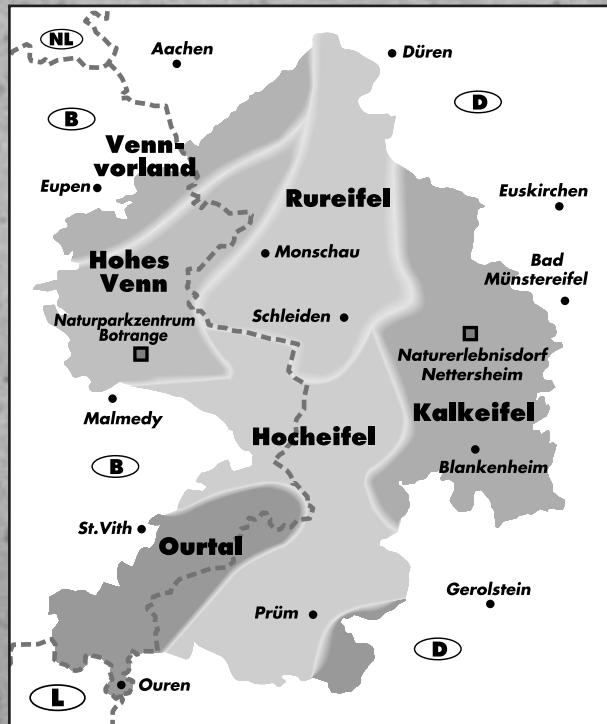 NL
Aachen
Düren
B
D
Venn-
vorland
Eupen
Rureifel
Euskirchen
Monschau
Hohes
Venn
Bad
Münstereifel
Naturparkzentrum
Botrange
Schleiden
Naturerlebnisdorf
Nettersheim
Malmedy
Hocheifel
Kalkeifel
B
Blankenheim
St.Vith
Ourtal
Gerolstein
Prüm
D
L
Ouren